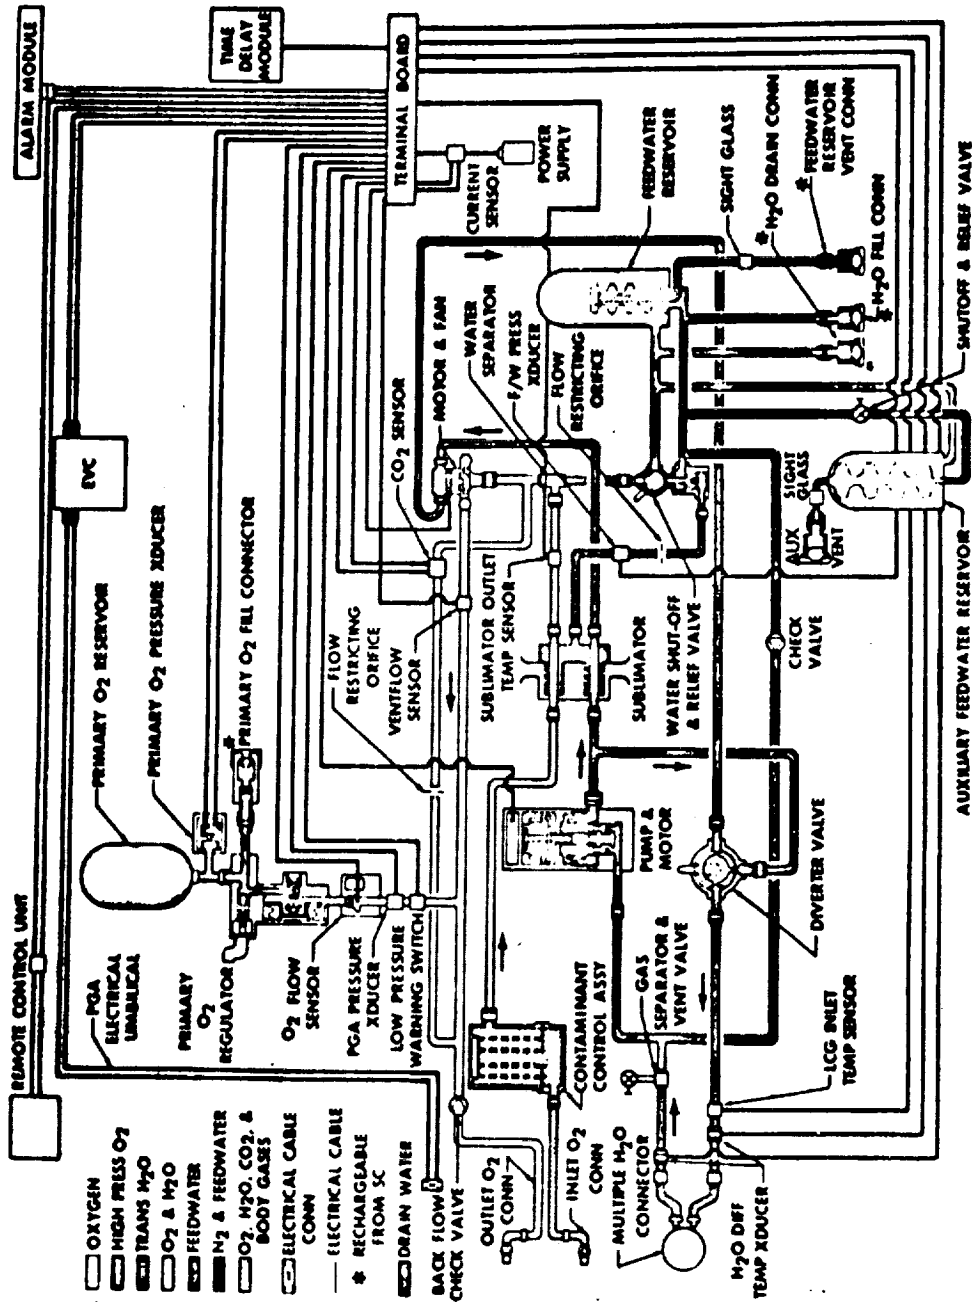 ALARM MODULE
TIME
DELAY
MODULE
TERMINAL BOARD
CURRENT
SENSOR
POWER
SUPPLY
FEEDWATER
RESERVOIR
SIGHT GLASS
* H2O DRAIN CONN
* FEEDWATER
RESERVOIR
VENT CONN
* H2O FILL CONN
SHUTOFF & RELIEF VALVE
EVC
CO2 SENSOR
MOTOR & FAN
WATER
SEPARATOR
F/W PRESS
XDUCER
FLOW
RESTRICTING
ORIFICE
SIGHT
GLASS
AUX
VENT
AUXILIARY FEEDWATER RESERVOIR
PRIMARY O2 RESERVOIR
PRIMARY O2 PRESSURE XDUCER
* PRIMARY O2 FILL CONNECTOR
FLOW
RESTRICTING
ORIFICE
VENTFLOW
SENSOR
SUBLIMATOR OUTLET
TEMP SENSOR
SUBLIMATOR
WATER SHUT-OFF
& RELIEF VALVE
CHECK
VALVE
REMOTE CONTROL UNIT
PGA
ELECTRICAL
UMBILICAL
PRIMARY
O2
REGULATOR
O2 FLOW
SENSOR
PGA PRESSURE
XDUCER
LOW PRESSURE
WARNING SWITCH
PUMP &
MOTOR
DIVERTER VALVE
CONTAMINANT
CONTROL ASSY
GAS
SEPARATOR &
VENT VALVE
LCG INLET
TEMP SENSOR
OXYGEN
HIGH PRESS O2
TRANS H2O
O2 & H2O
FEEDWATER
N2 & FEEDWATER
O2, H2O, CO2, &
BODY GASES
ELECTRICAL CABLE
CONN
ELECTRICAL CABLE
* RECHARGEABLE
FROM SC
DRAIN WATER
BACK FLOW
CHECK VALVE
OUTLET O2
CONN
INLET O2
CONN
MULTIPLE H2O
CONNECTOR
H2O DIFF
TEMP XDUCER